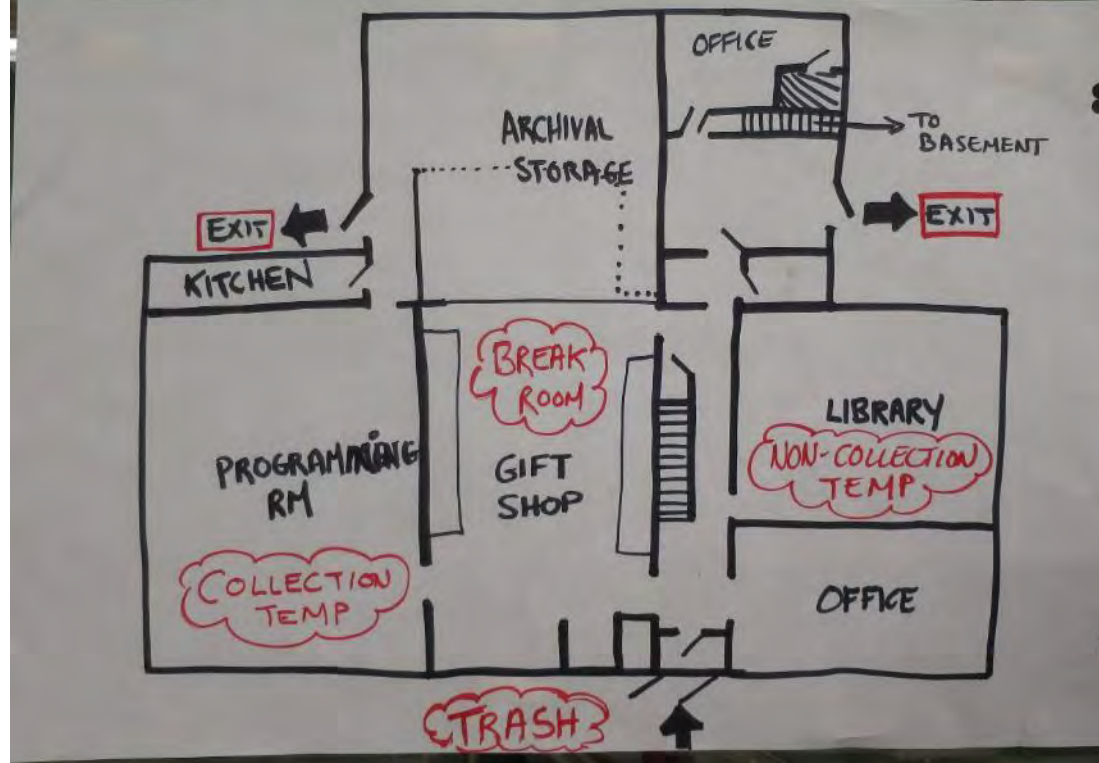 OFFICE
ARCHIVAL
STORAGE
TO
BASEMENT
EXIT
EXIT
KITCHEN
BREAK
ROOM
LIBRARY
NON-COLLECTION
TEMP
PROGRAMMING
RM
GIFT
SHOP
COLLECTION
TEMP
OFFICE
TRASH